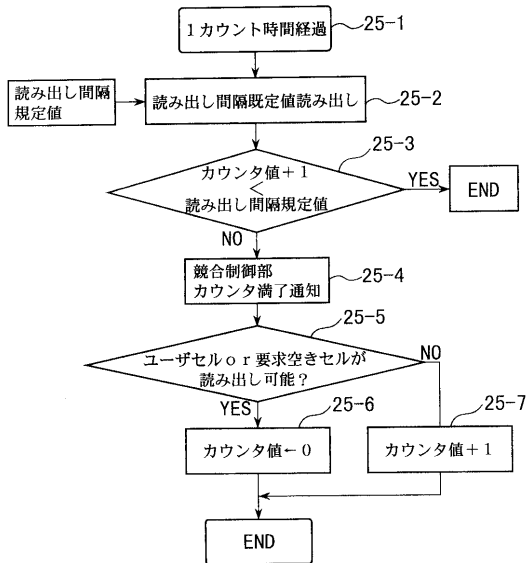 1カウント時間経過
25-1
読み出し間隔
規定値
読み出し間隔既定値読み出し
25-2
25-3
カウンタ値+1
<
読み出し間隔規定値
YES
END
NO
競合制御部
カウンタ満了通知
25-4
25-5
ユーザセルor要求空きセルが
読み出し可能?
NO
YES
25-6
25-7
カウンタ値←0
カウンタ値+1
END